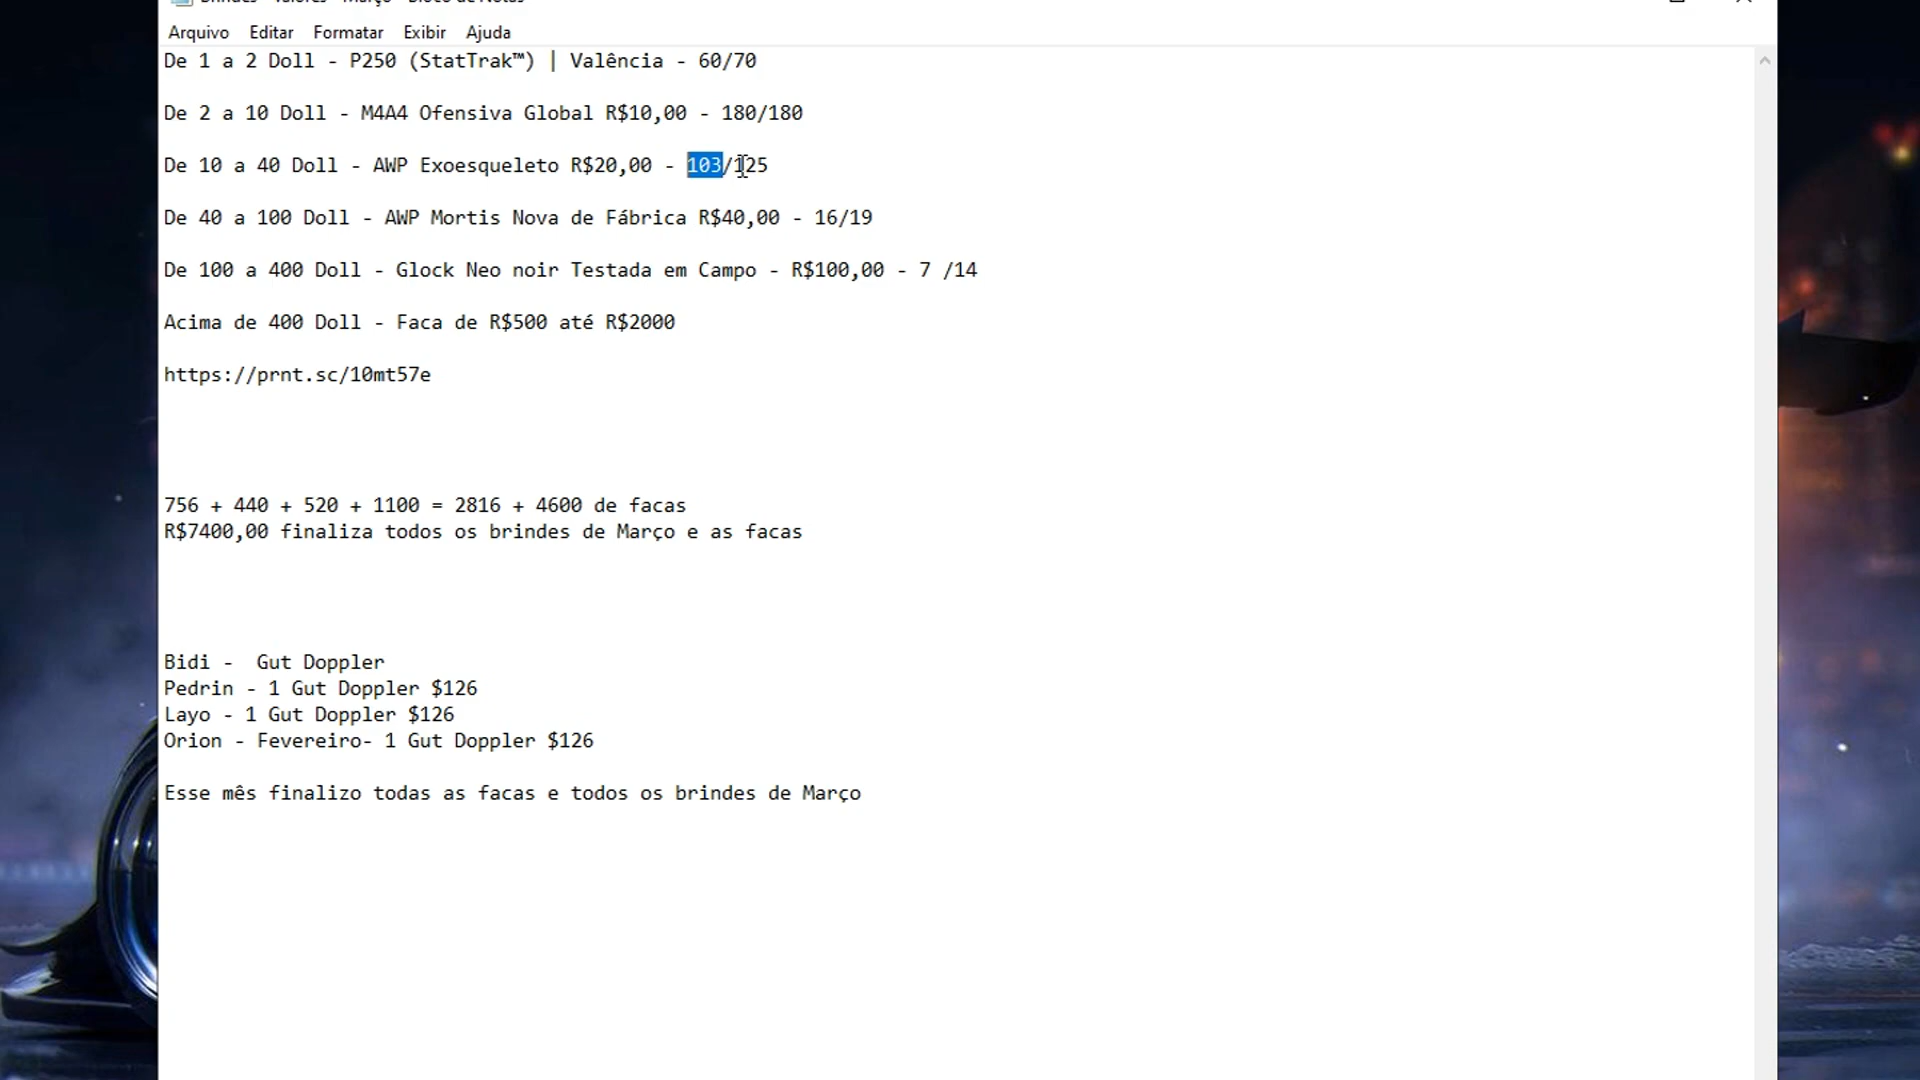 Brindes - Valores - Março - Bloco de Notas
Arquivo Editar Formatar Exibir Ajuda
De 1 a 2 Doll - P250 (StatTrak™) | Valência - 60/70
De 2 a 10 Doll - M4A4 Ofensiva Global R$10,00 - 180/180
De 10 a 40 Doll - AWP Exoesqueleto R$20,00 - 103/125
De 40 a 100 Doll - AWP Mortis Nova de Fábrica R$40,00 - 16/19
De 100 a 400 Doll - Glock Neo noir Testada em Campo - R$100,00 - 7 /14
Acima de 400 Doll - Faca de R$500 até R$2000
https://prnt.sc/10mt57e
756 + 440 + 520 + 1100 = 2816 + 4600 de facas
R$7400,00 finaliza todos os brindes de Março e as facas
Bidi -  Gut Doppler
Pedrin - 1 Gut Doppler $126
Layo - 1 Gut Doppler $126
Orion - Fevereiro- 1 Gut Doppler $126
Esse mês finalizo todas as facas e todos os brindes de Março